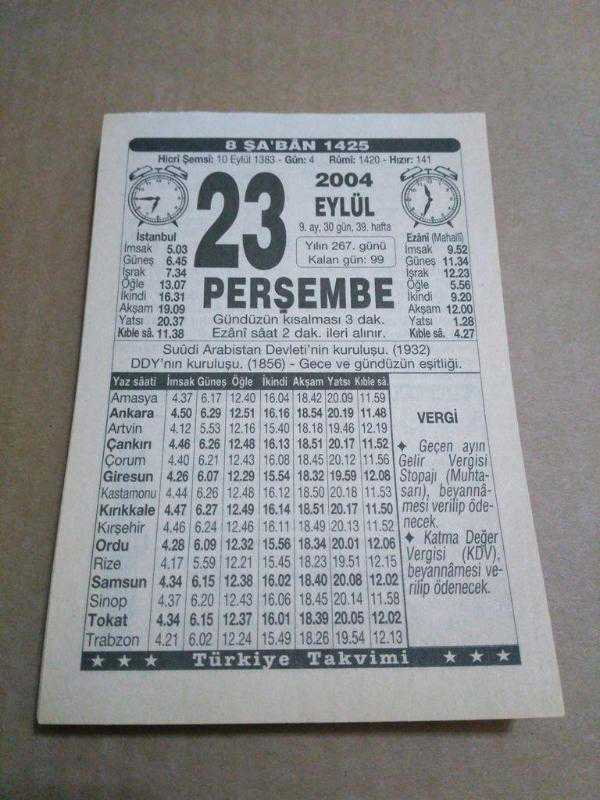 8 ŞA'BÂN 1425
Hicrî Şemsî: 10 Eylül 1383 - Gün: 4 Rûmî: 1420 - Hızır: 141
23
2004
EYLÜL
9. ay, 30 gün, 39. hafta
Yılın 267. günü
Kalan gün: 99
PERŞEMBE
Gündüzün kısalması 3 dak.
Ezânî sâat 2 dak. ileri alınır.
İstanbul
İmsak 5.03
Güneş 6.45
İşrak 7.34
Öğle 13.07
İkindi 16.31
Akşam 19.09
Yatsı 20.37
Kıble sâ. 11.38
Ezânî (Mahallî)
İmsak 9.52
Güneş 11.34
İşrak 12.23
Öğle 5.56
İkindi 9.20
Akşam 12.00
Yatsı 1.28
Kıble sâ. 4.27
Suûdî Arabistan Devleti'nin kuruluşu. (1932)
DDY'nın kuruluşu. (1856) - Gece ve gündüzün eşitliği.
Yaz sâati İmsak Güneş Öğle İkindi Akşam Yatsı Kıble sâ.
Amasya 4.37 6.17 12.40 16.04 18.42 20.09 11.59
Ankara 4.50 6.29 12.51 16.16 18.54 20.19 11.48
Artvin 4.12 5.53 12.16 15.40 18.18 19.46 12.19
Çankırı 4.46 6.26 12.48 16.13 18.51 20.17 11.52
Çorum 4.40 6.21 12.43 16.08 18.45 20.12 11.56
Giresun 4.26 6.07 12.29 15.54 18.32 19.59 12.08
Kastamonu 4.44 6.26 12.48 16.12 18.50 20.18 11.53
Kırıkkale 4.47 6.27 12.49 16.14 18.51 20.17 11.50
Kırşehir 4.46 6.24 12.46 16.11 18.49 20.13 11.52
Ordu 4.28 6.09 12.32 15.56 18.34 20.01 12.06
Rize 4.17 5.59 12.21 15.45 18.23 19.51 12.15
Samsun 4.34 6.15 12.38 16.02 18.40 20.08 12.02
Sinop 4.37 6.20 12.43 16.06 18.45 20.14 11.58
Tokat 4.34 6.15 12.37 16.01 18.39 20.05 12.02
Trabzon 4.21 6.02 12.24 15.49 18.26 19.54 12.13
VERGİ
Geçen ayın
Gelir Vergisi
Stopajı (Muhta-
sarı), beyannâ-
mesi verilip öde-
necek.
Katma Değer
Vergisi (KDV),
beyannâmesi ve-
rilip ödenecek.
Türkiye Takvimi